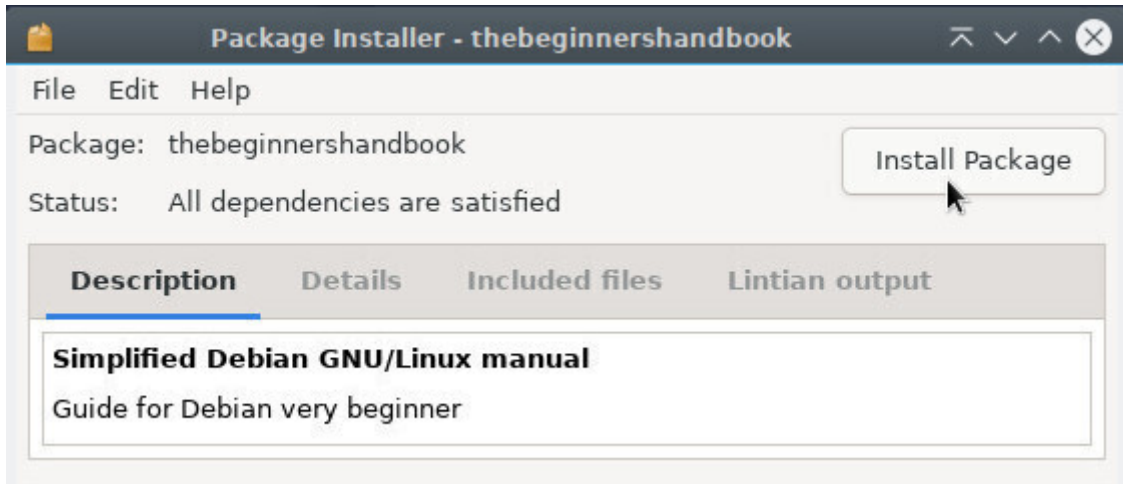 Package Installer - thebeginnershandbook
File Edit Help
Package: thebeginnershandbook
Install Package
Status: All dependencies are satisfied
Description Details Included files Lintian output
Simplified Debian GNU/Linux manual
Guide for Debian very beginner